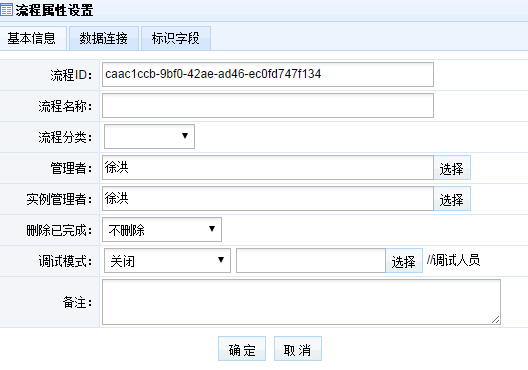 流程属性设置
基本信息 数据连接 标识字段
流程ID： caac1ccb-9bf0-42ae-ad46-ec0fd747f134
流程名称：
流程分类：
管理者： 徐洪 选择
实例管理者： 徐洪 选择
删除已完成： 不删除
调试模式： 关闭 选择 //调试人员
备注：
确 定 取 消